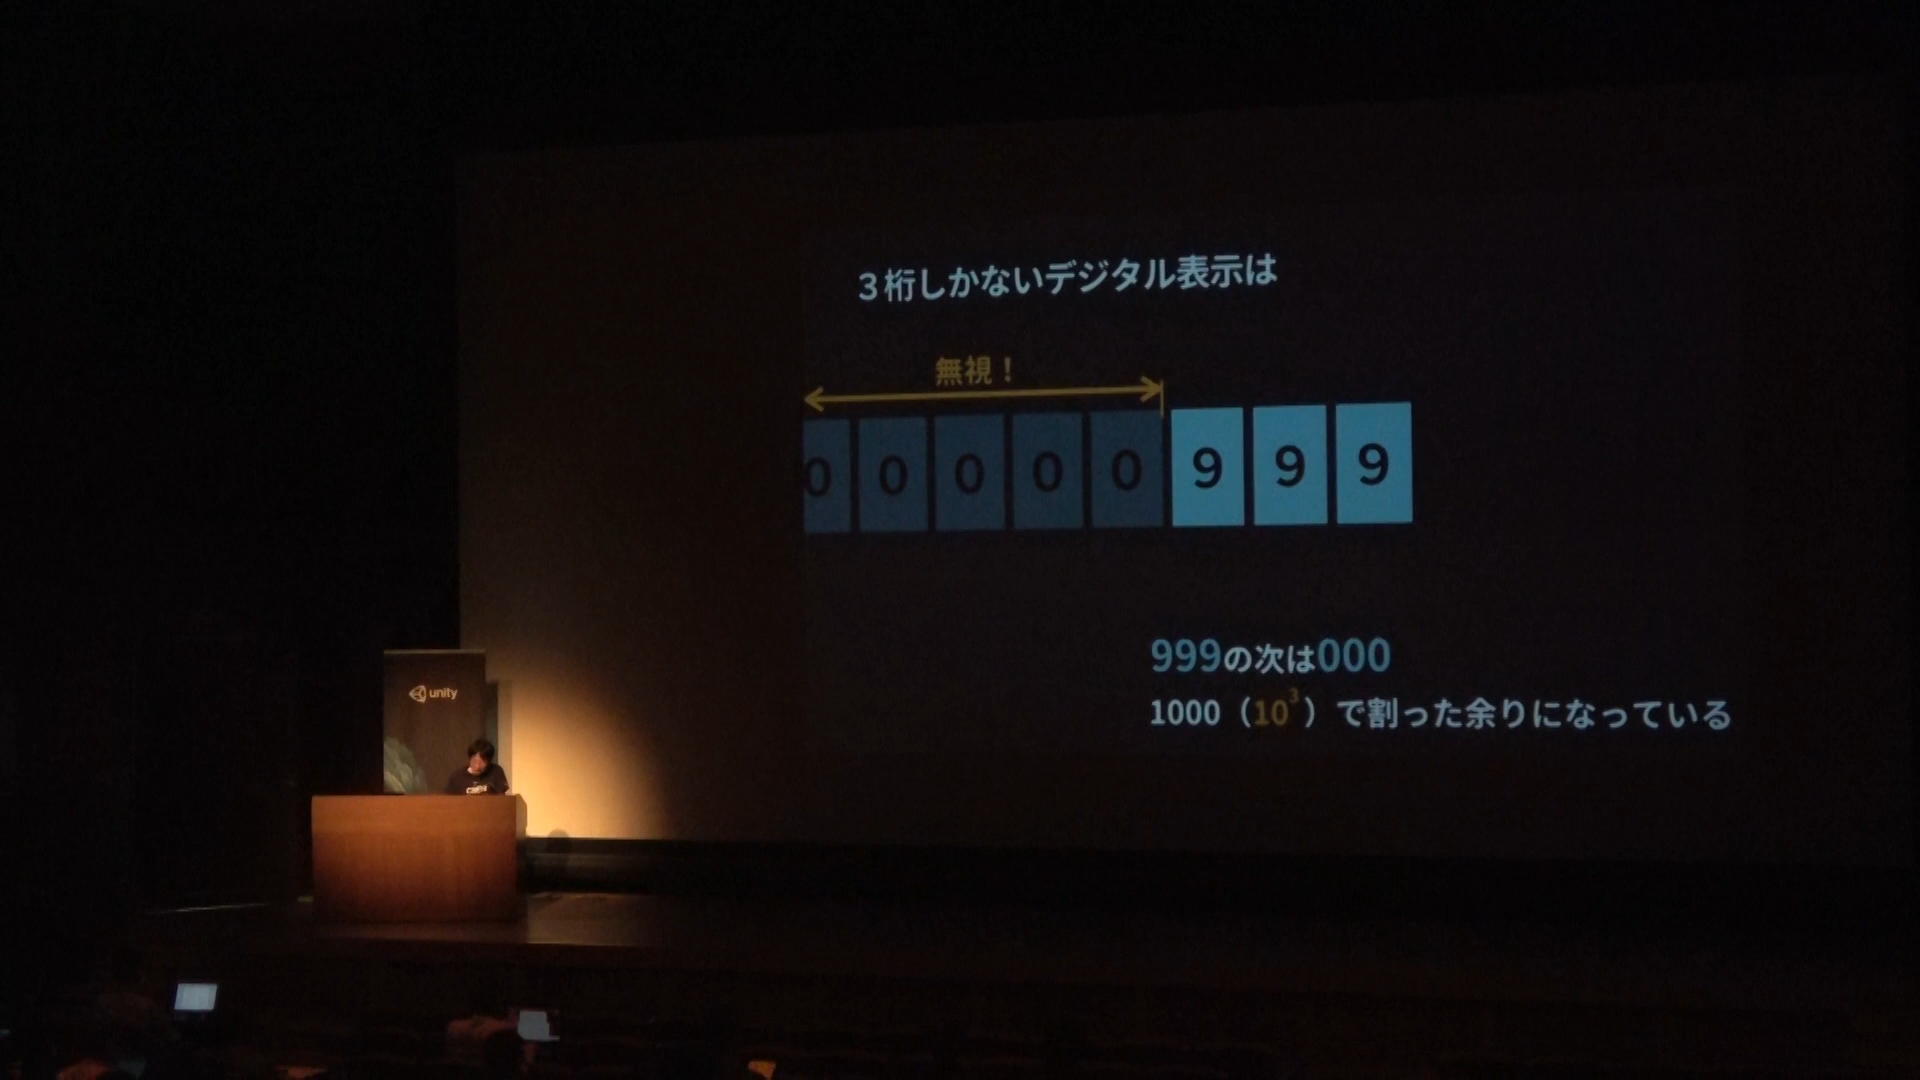 ３桁しかないデジタル表示は
無視！
0 0 0 0 0 9 9 9
999の次は000
1000（10³）で割った余りになっている
unity